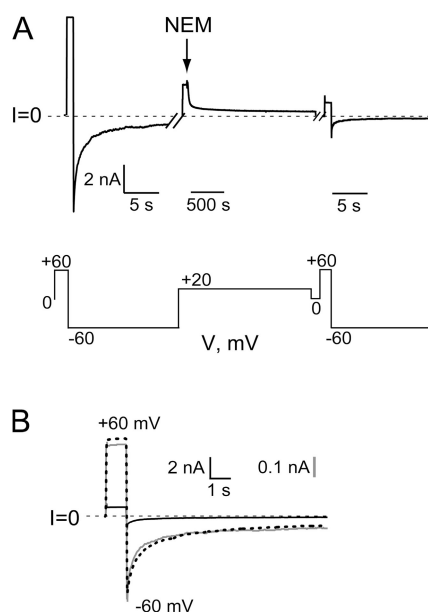 A
NEM
I=0
2 nA
5 s
500 s
5 s
+60
+20
+60
0
0
-60
-60
V, mV
B
+60 mV
2 nA
0.1 nA
1 s
I=0
-60 mV